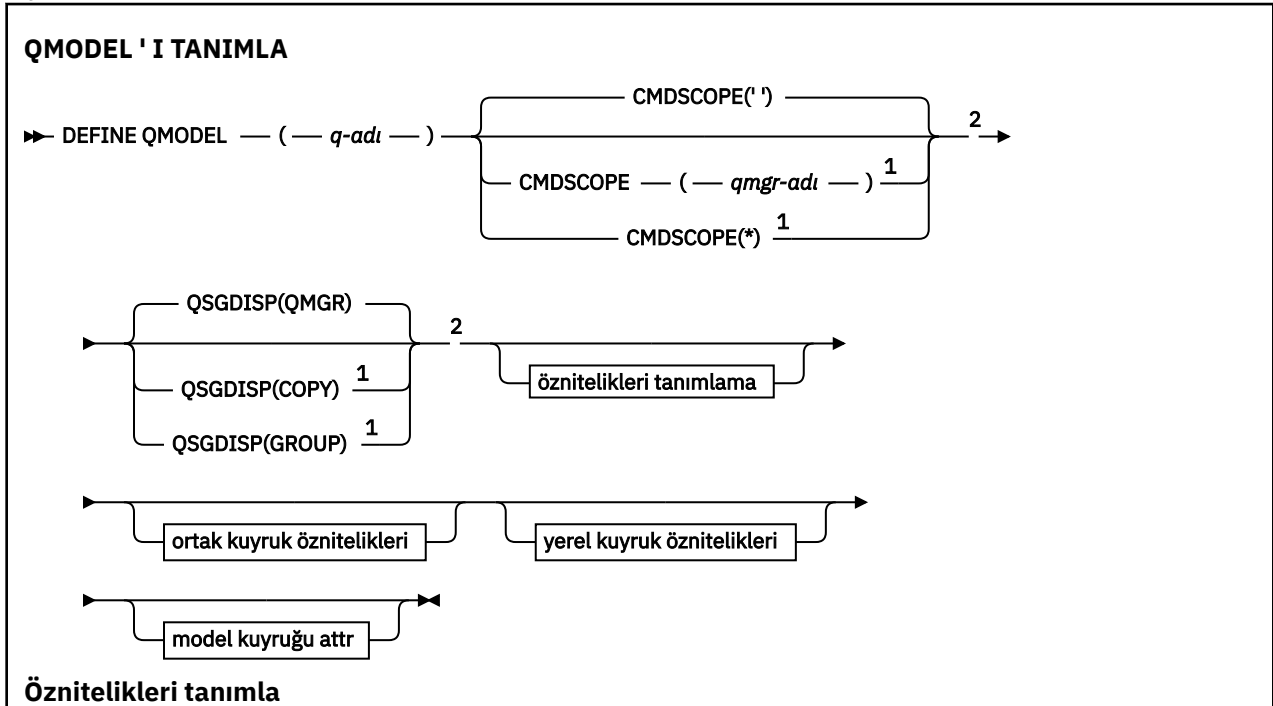 QMODEL ' I TANIMLA
CMDSCOPE(' ')
DEFINE QMODEL ( q-adı ) 2
CMDSCOPE ( qmgr-adı ) 1
CMDSCOPE(*) 1
QSGDISP(QMGR)
2
QSGDISP(COPY) 1
öznitelikleri tanımlama
QSGDISP(GROUP) 1
ortak kuyruk öznitelikleri yerel kuyruk öznitelikleri
model kuyruğu attr
Öznitelikleri tanımla